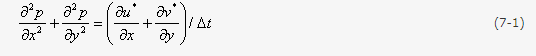 ∂²p/∂x² + ∂²p/∂y² = (∂u*/∂x + ∂v*/∂y) / Δt (7-1)